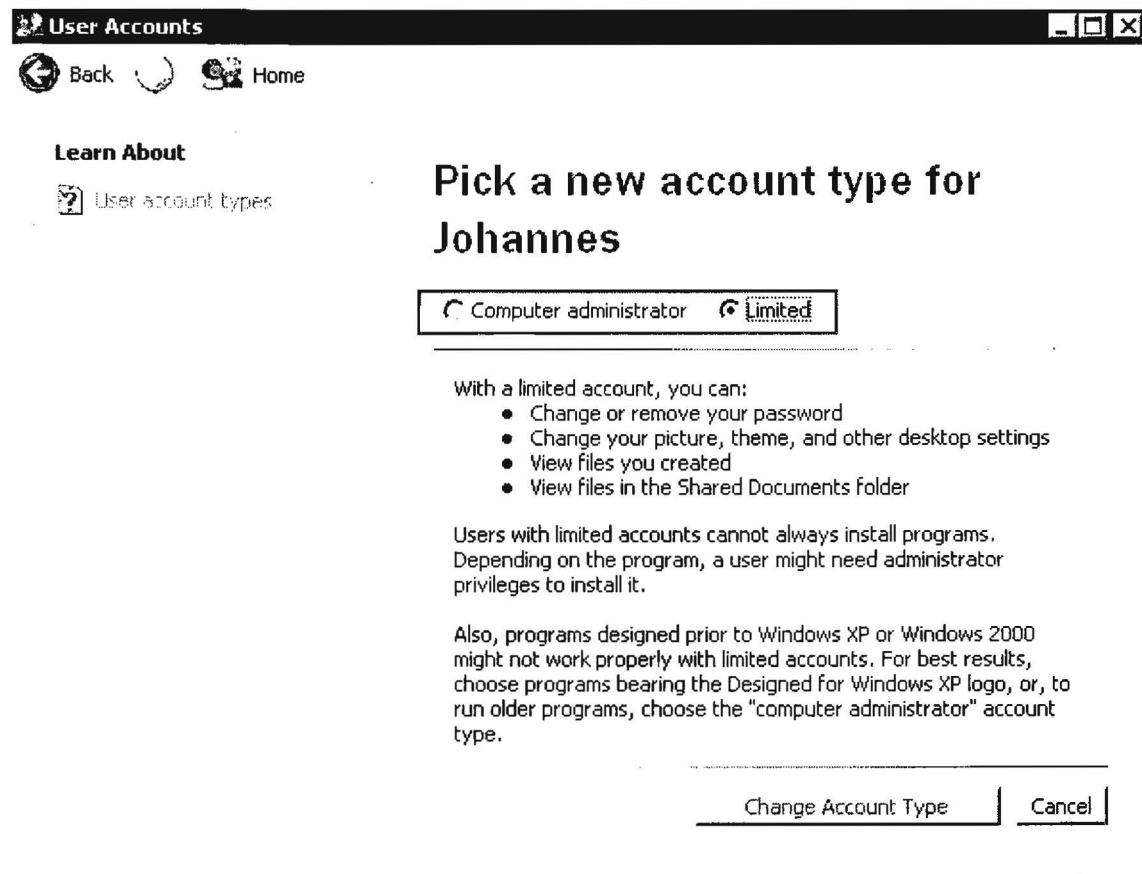 User Accounts
Back Home
Learn About
User account types
Pick a new account type for
Johannes
Computer administrator Limited
With a limited account, you can:
● Change or remove your password
● Change your picture, theme, and other desktop settings
● View files you created
● View files in the Shared Documents folder
Users with limited accounts cannot always install programs.
Depending on the program, a user might need administrator
privileges to install it.
Also, programs designed prior to Windows XP or Windows 2000
might not work properly with limited accounts. For best results,
choose programs bearing the Designed for Windows XP logo, or, to
run older programs, choose the "computer administrator" account
type.
Change Account Type Cancel